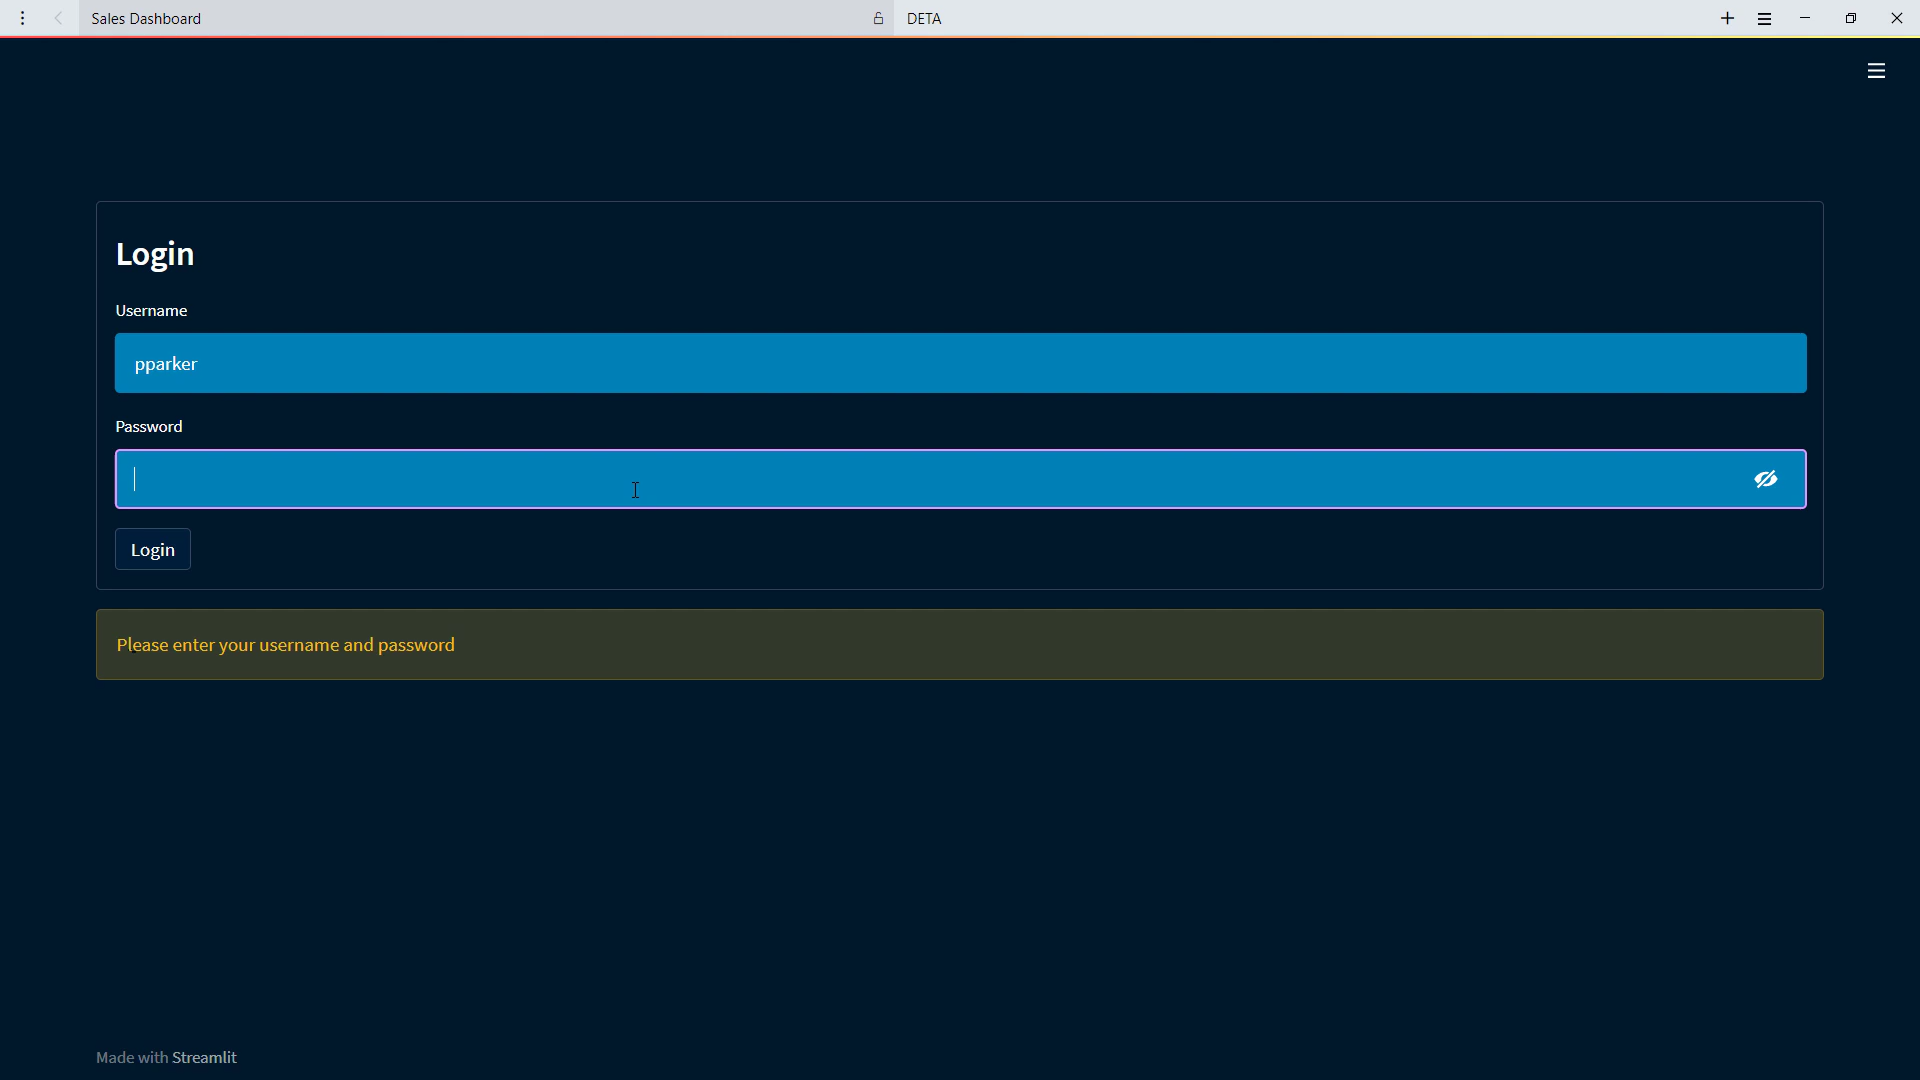 Sales Dashboard
DETA
Login
Username
pparker
Password
Login
Please enter your username and password
Made with Streamlit